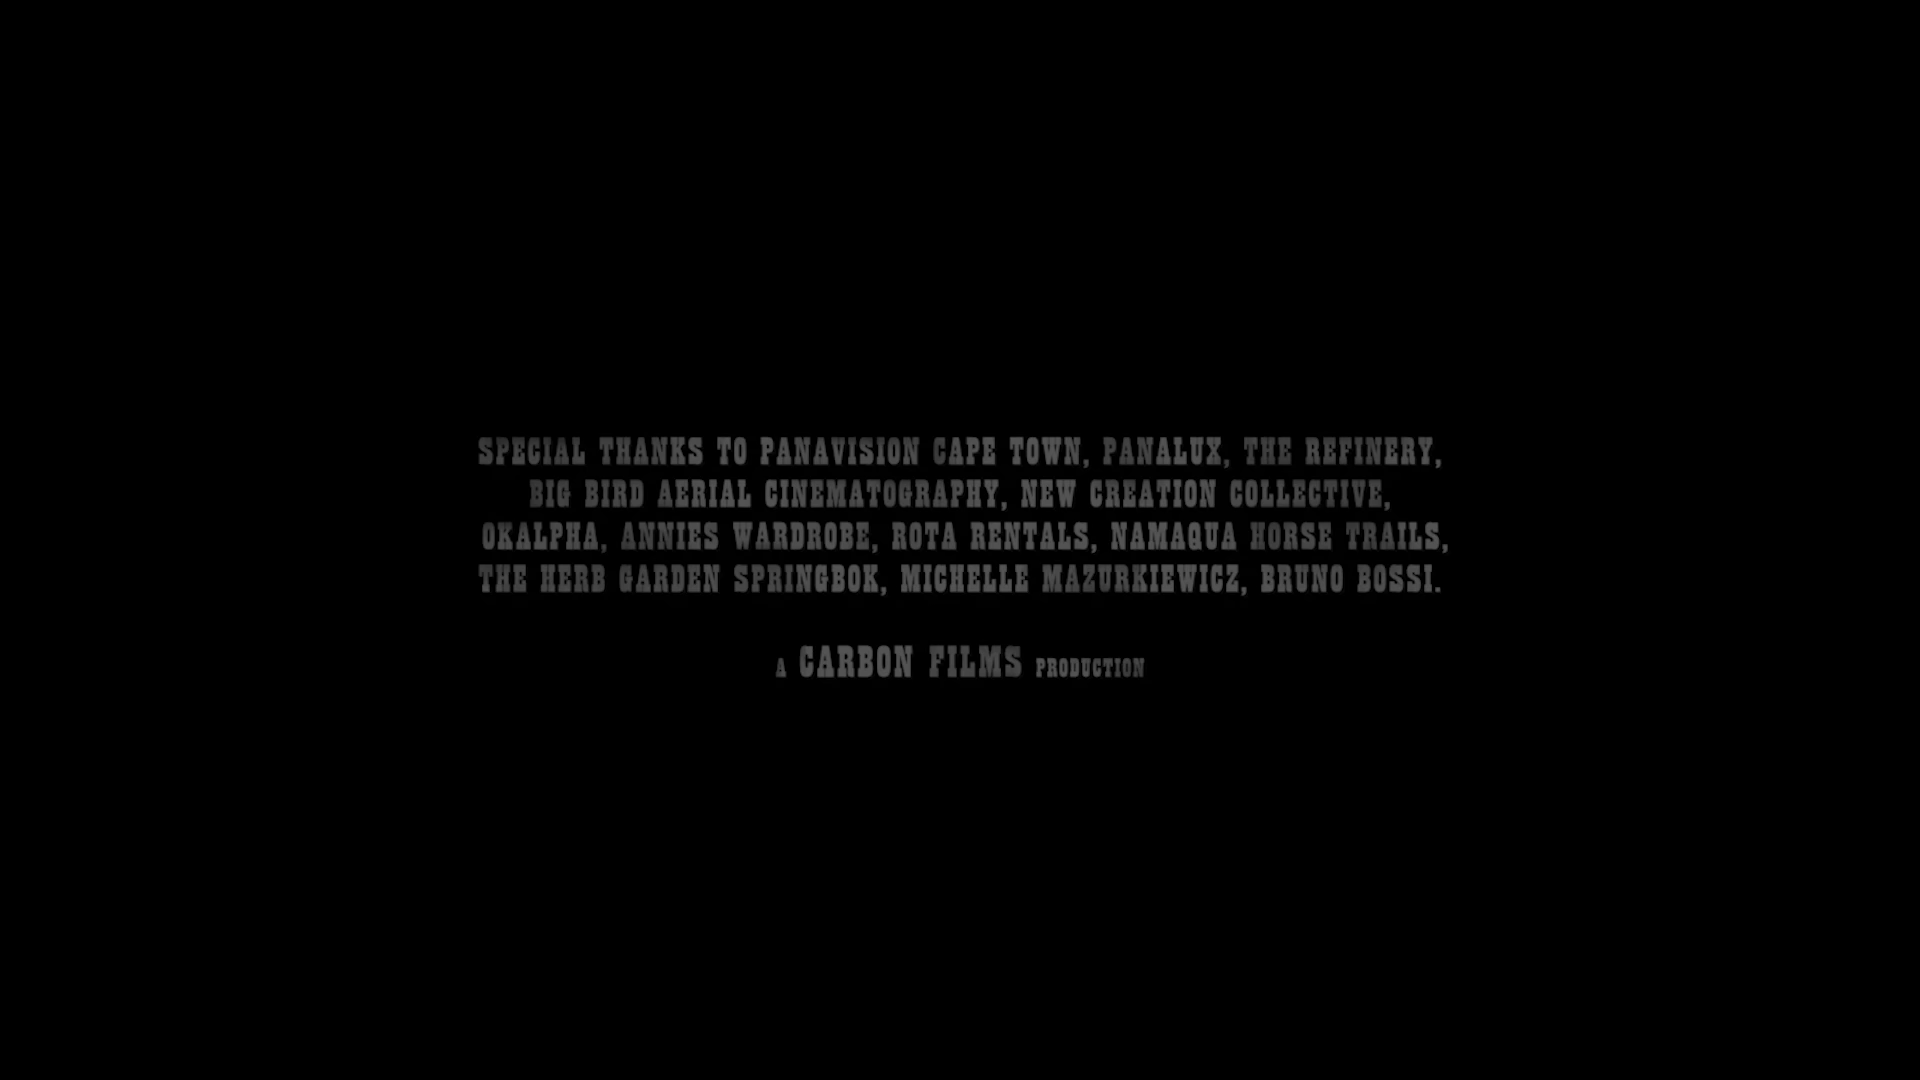 SPECIAL THANKS TO PANAVISION CAPE TOWN, PANALUX, THE REFINERY,
BIG BIRD AERIAL CINEMATOGRAPHY, NEW CREATION COLLECTIVE,
OKALPHA, ANNIES WARDROBE, ROTA RENTALS, NAMAQUA HORSE TRAILS,
THE HERB GARDEN SPRINGBOK, MICHELLE MAZURKIEWICZ, BRUNO BOSSI.
A CARBON FILMS PRODUCTION